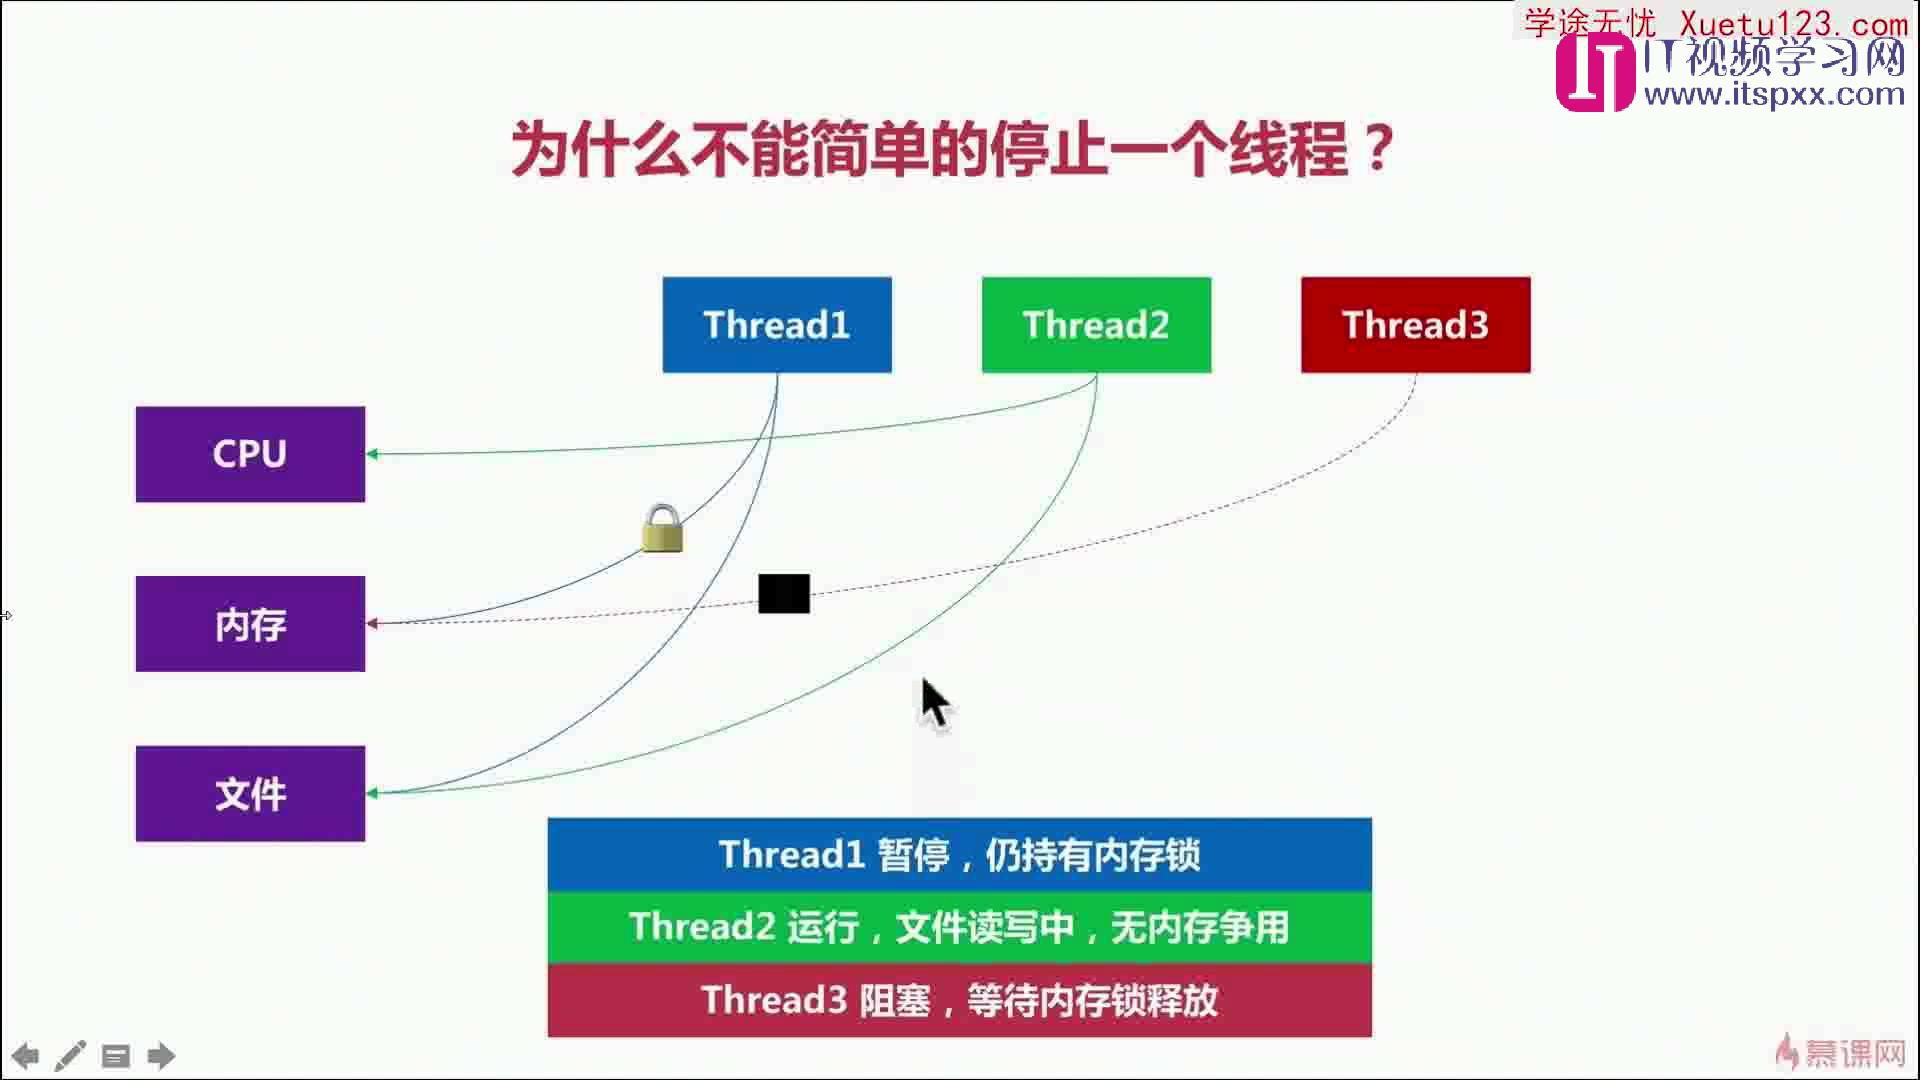 学途无忧 Xuetu123.com
IT视频学习网
www.itspxx.com
为什么不能简单的停止一个线程？
Thread1
Thread2
Thread3
CPU
内存
文件
Thread1 暂停，仍持有内存锁
Thread2 运行，文件读写中，无内存争用
Thread3 阻塞，等待内存锁释放
慕课网